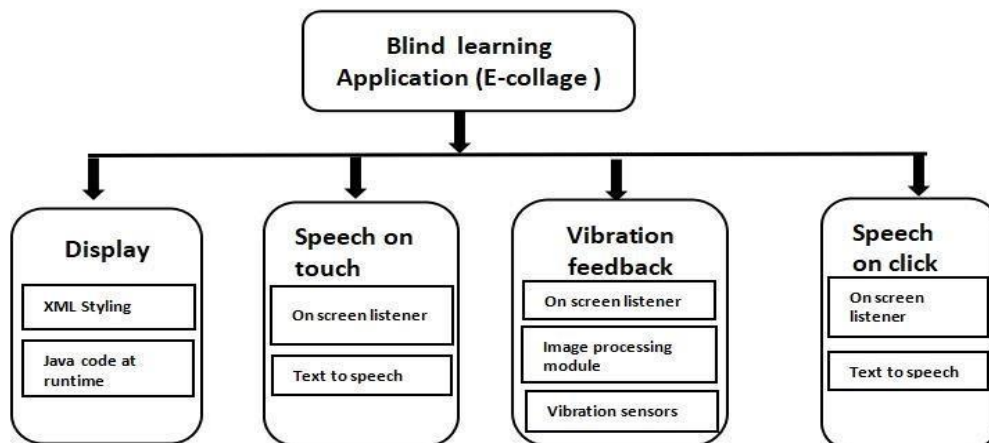 Blind learning
Application (E-collage )
Display
XML Styling
Java code at
runtime
Speech on
touch
On screen listener
Text to speech
Vibration
feedback
On screen listener
Image processing
module
Vibration sensors
Speech
on click
On screen
listener
Text to speech